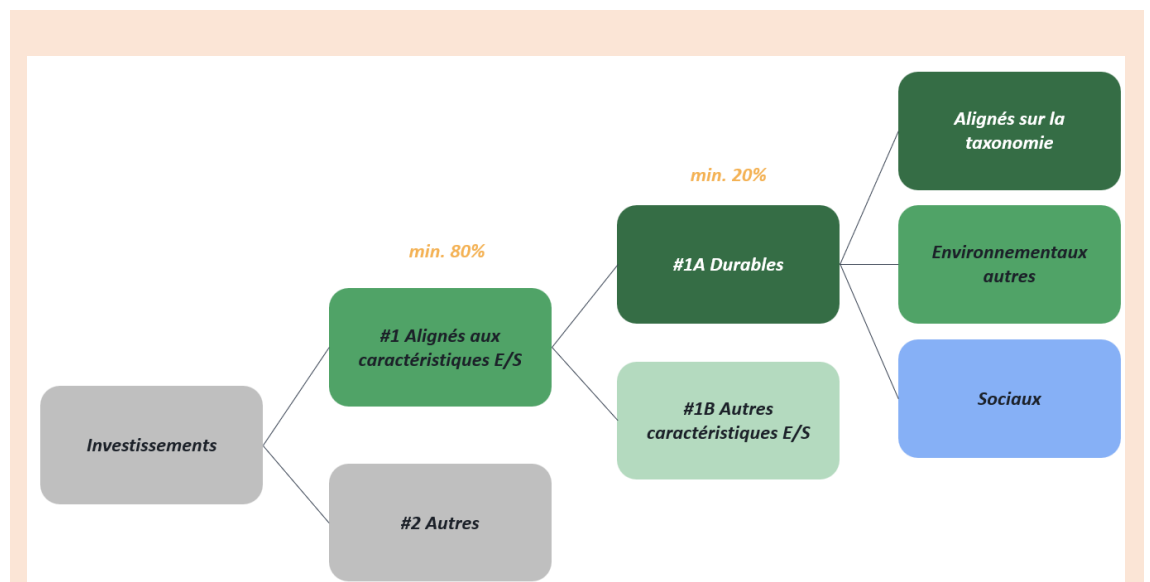 Alignés sur la
taxonomie
min. 20%
min. 80%
#1A Durables
Environnementaux
autres
#1 Alignés aux
caractéristiques E/S
Sociaux
#1B Autres
caractéristiques E/S
Investissements
#2 Autres